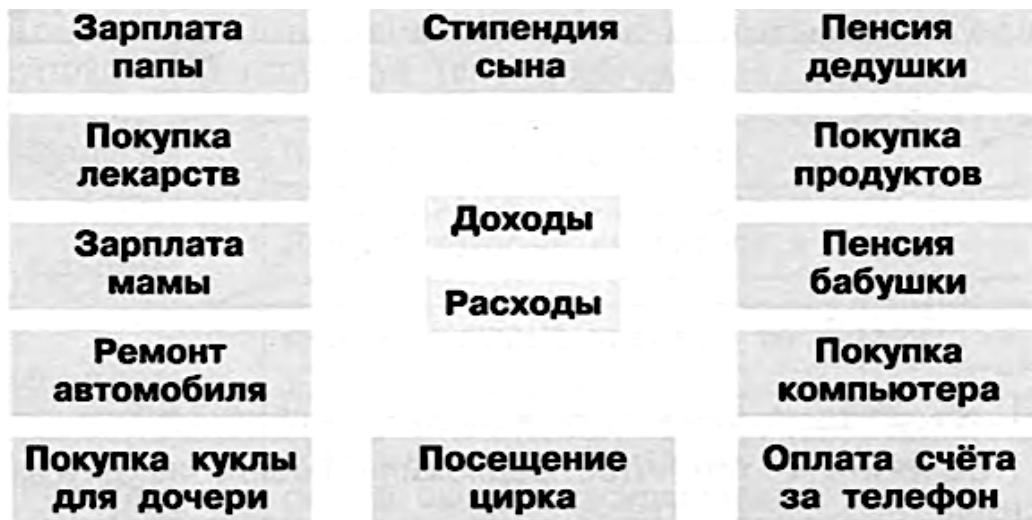 Зарплата
папы
Стипендия
сына
Пенсия
дедушки
Покупка
лекарств
Покупка
продуктов
Доходы
Зарплата
мамы
Пенсия
бабушки
Расходы
Ремонт
автомобиля
Покупка
компьютера
Покупка куклы
для дочери
Посещение
цирка
Оплата счёта
за телефон